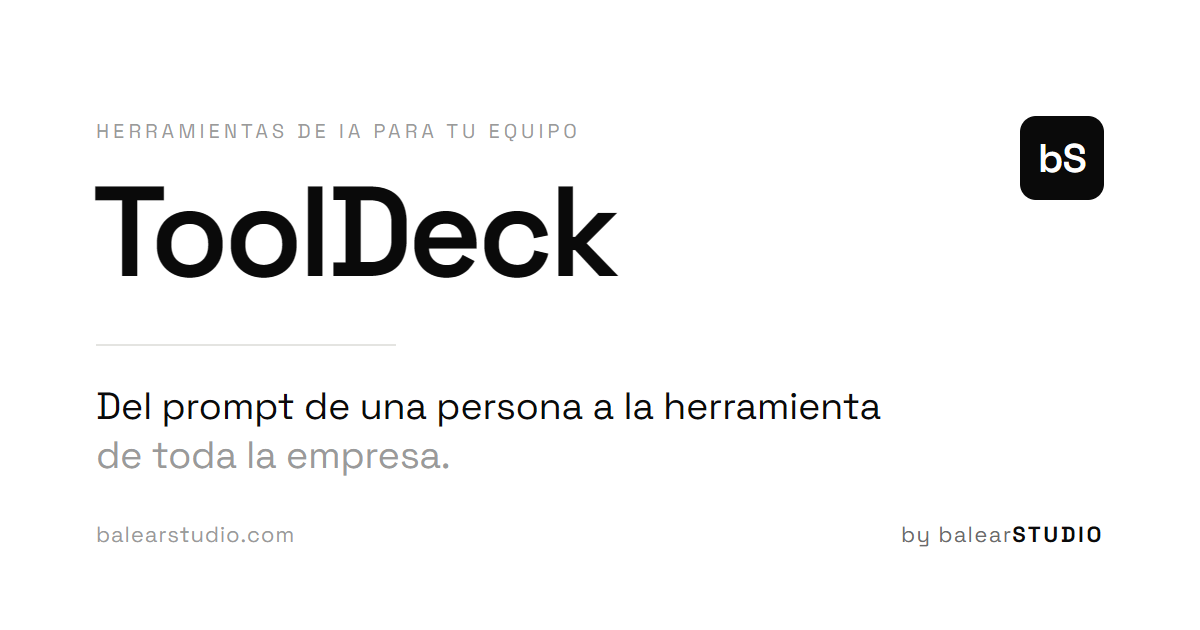 HERRAMIENTAS DE IA PARA TU EQUIPO
bS
ToolDeck
Del prompt de una persona a la herramienta
de toda la empresa.
balearstudio.com
by balearSTUDIO